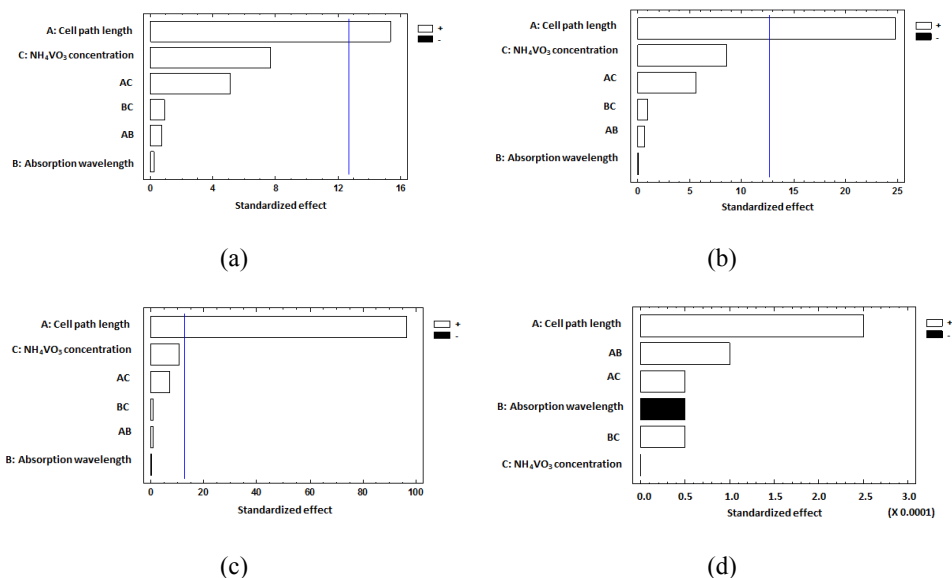 A: Cell path length
C: NH₄VO₃ concentration
AC
BC
AB
B: Absorption wavelength
0 4 8 12 16
Standardized effect
+
-
(a)
A: Cell path length
C: NH₄VO₃ concentration
AC
BC
AB
B: Absorption wavelength
0 5 10 15 20 25
Standardized effect
+
-
(b)
A: Cell path length
C: NH₄VO₃ concentration
AC
BC
AB
B: Absorption wavelength
0 20 40 60 80 100
Standardized effect
+
-
(c)
A: Cell path length
AB
AC
B: Absorption wavelength
BC
C: NH₄VO₃ concentration
0.0 0.5 1.0 1.5 2.0 2.5 3.0
Standardized effect (X 0.0001)
+
-
(d)